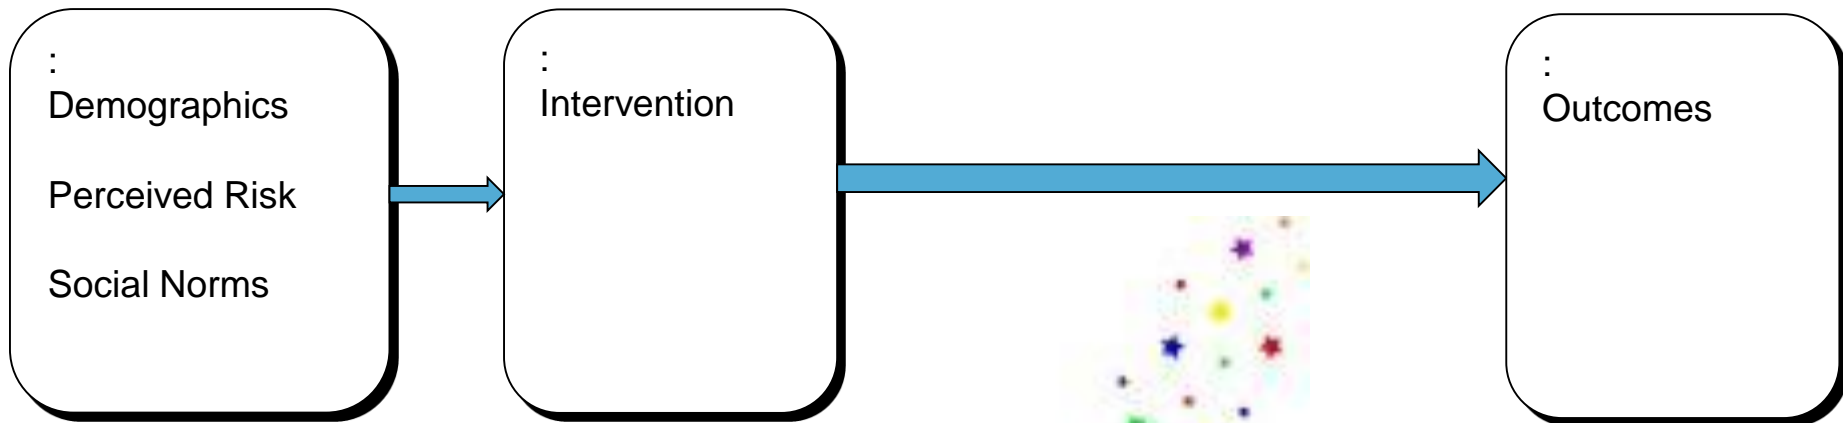 :
Demographics
Perceived Risk
Social Norms
:
Intervention
:
Outcomes